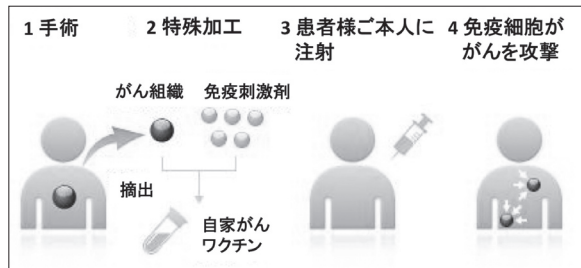 1 手術
2 特殊加工
3 患者様ご本人に
注射
4 免疫細胞が
がんを攻撃
がん組織
免疫刺激剤
摘出
自家がん
ワクチン